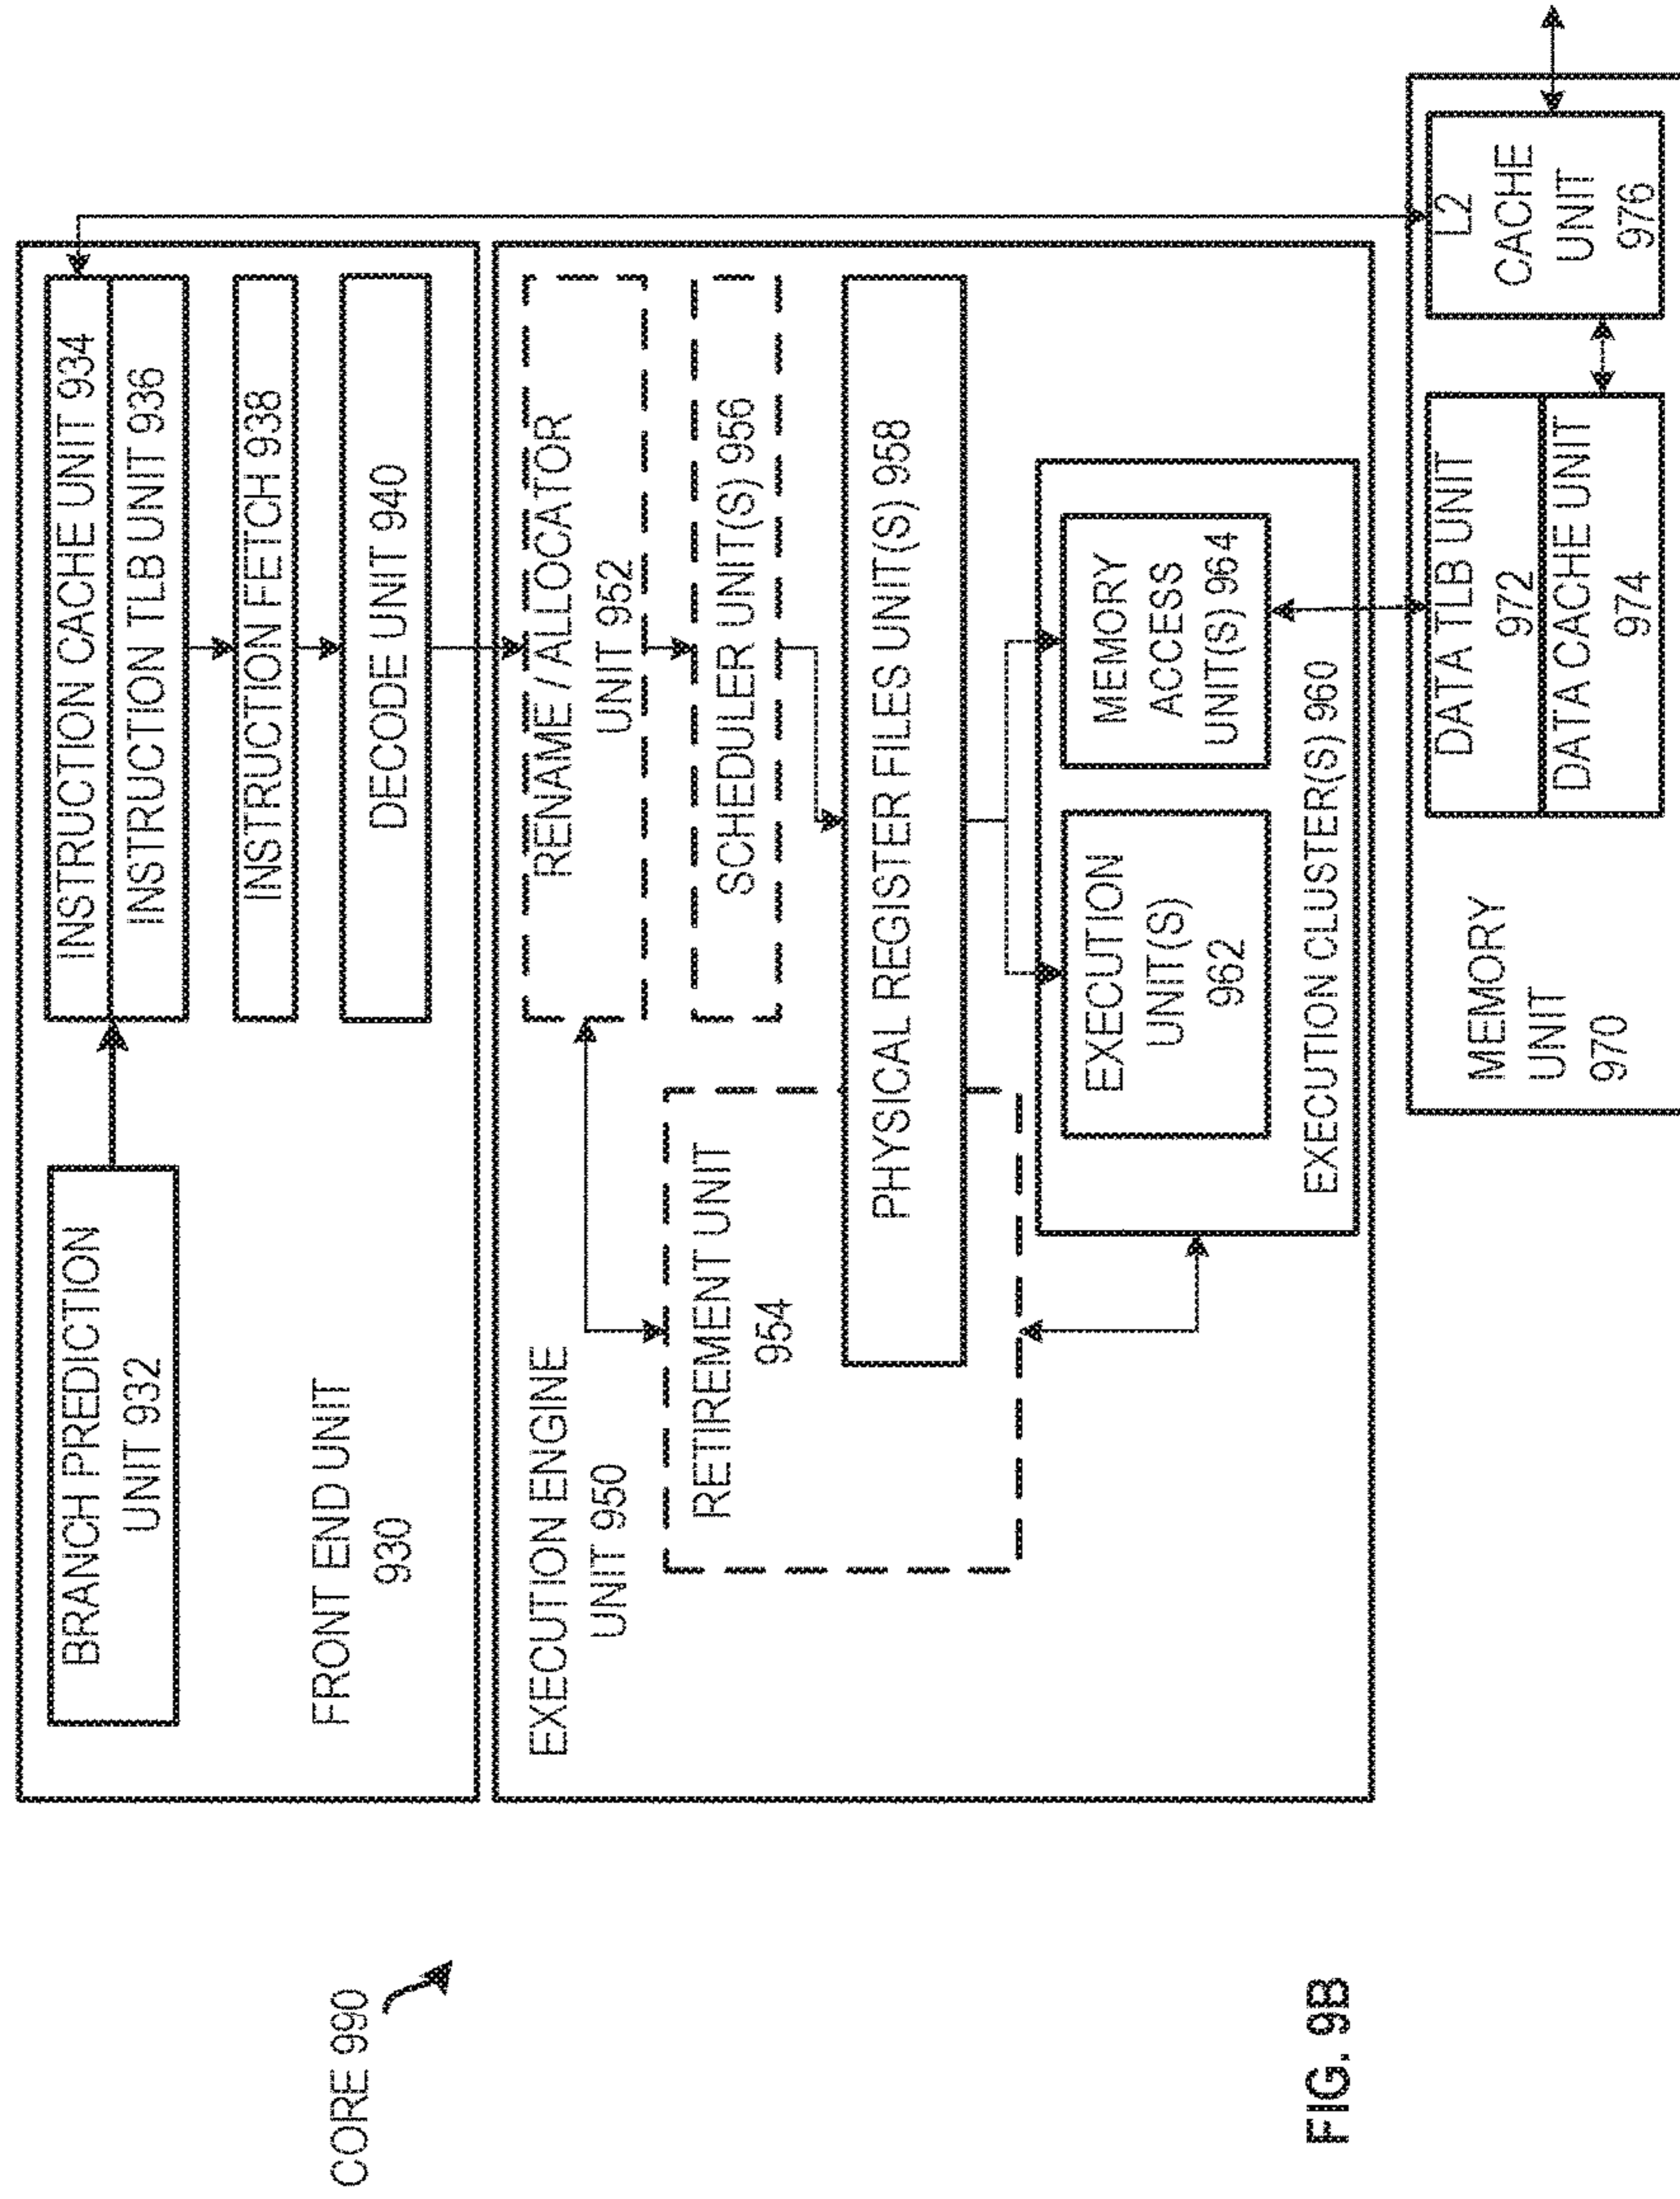 CORE 990
BRANCH PREDICTION
UNIT 932
INSTRUCTION CACHE UNIT 934
INSTRUCTION TLB UNIT 936
INSTRUCTION FETCH 938
DECODE UNIT 940
FRONT END UNIT
930
EXECUTION ENGINE
UNIT 950
RENAME / ALLOCATOR
UNIT 952
RETIREMENT UNIT
954
SCHEDULER UNIT(S) 956
PHYSICAL REGISTER FILES UNIT(S) 958
EXECUTION
UNIT(S)
962
MEMORY
ACCESS
UNIT(S) 964
EXECUTION CLUSTER(S) 960
MEMORY
UNIT
970
DATA TLB UNIT
972
DATA CACHE UNIT
974
L2
CACHE
UNIT
976
FIG. 9B